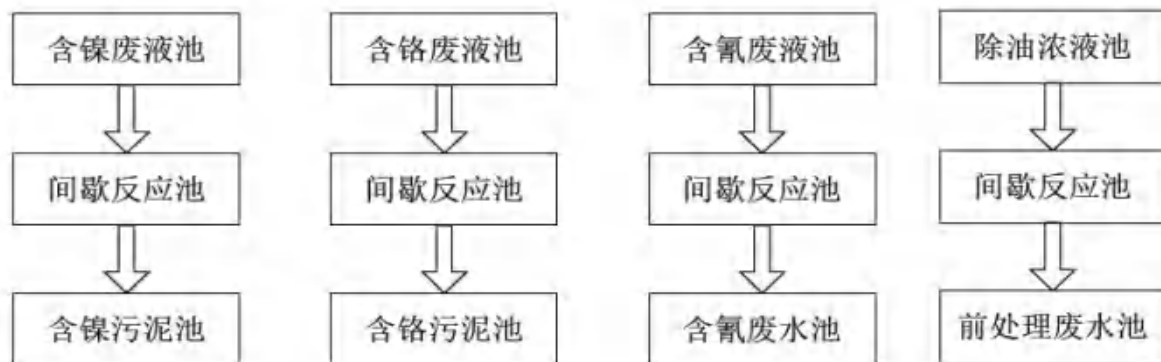 含镍废液池
含铬废液池
含氰废液池
除油浓液池
间歇反应池
间歇反应池
间歇反应池
间歇反应池
含镍污泥池
含铬污泥池
含氰废水池
前处理废水池